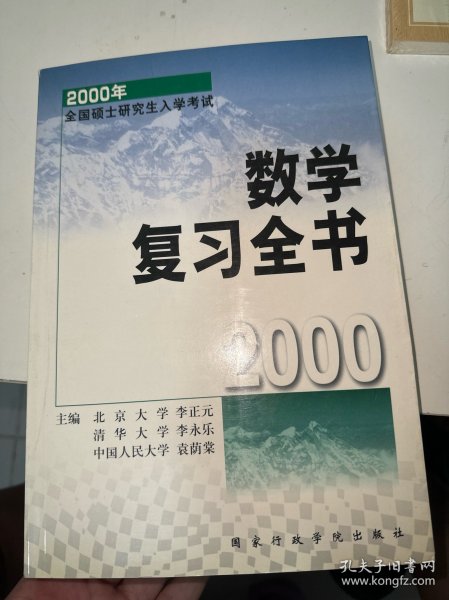 2000年
全国硕士研究生入学考试
数学
复习全书
2000
主编 北京大学 李正元
清华大学 李永乐
中国人民大学 袁荫棠
国家行政学院出版社
孔夫子旧书网
www.kongfz.com